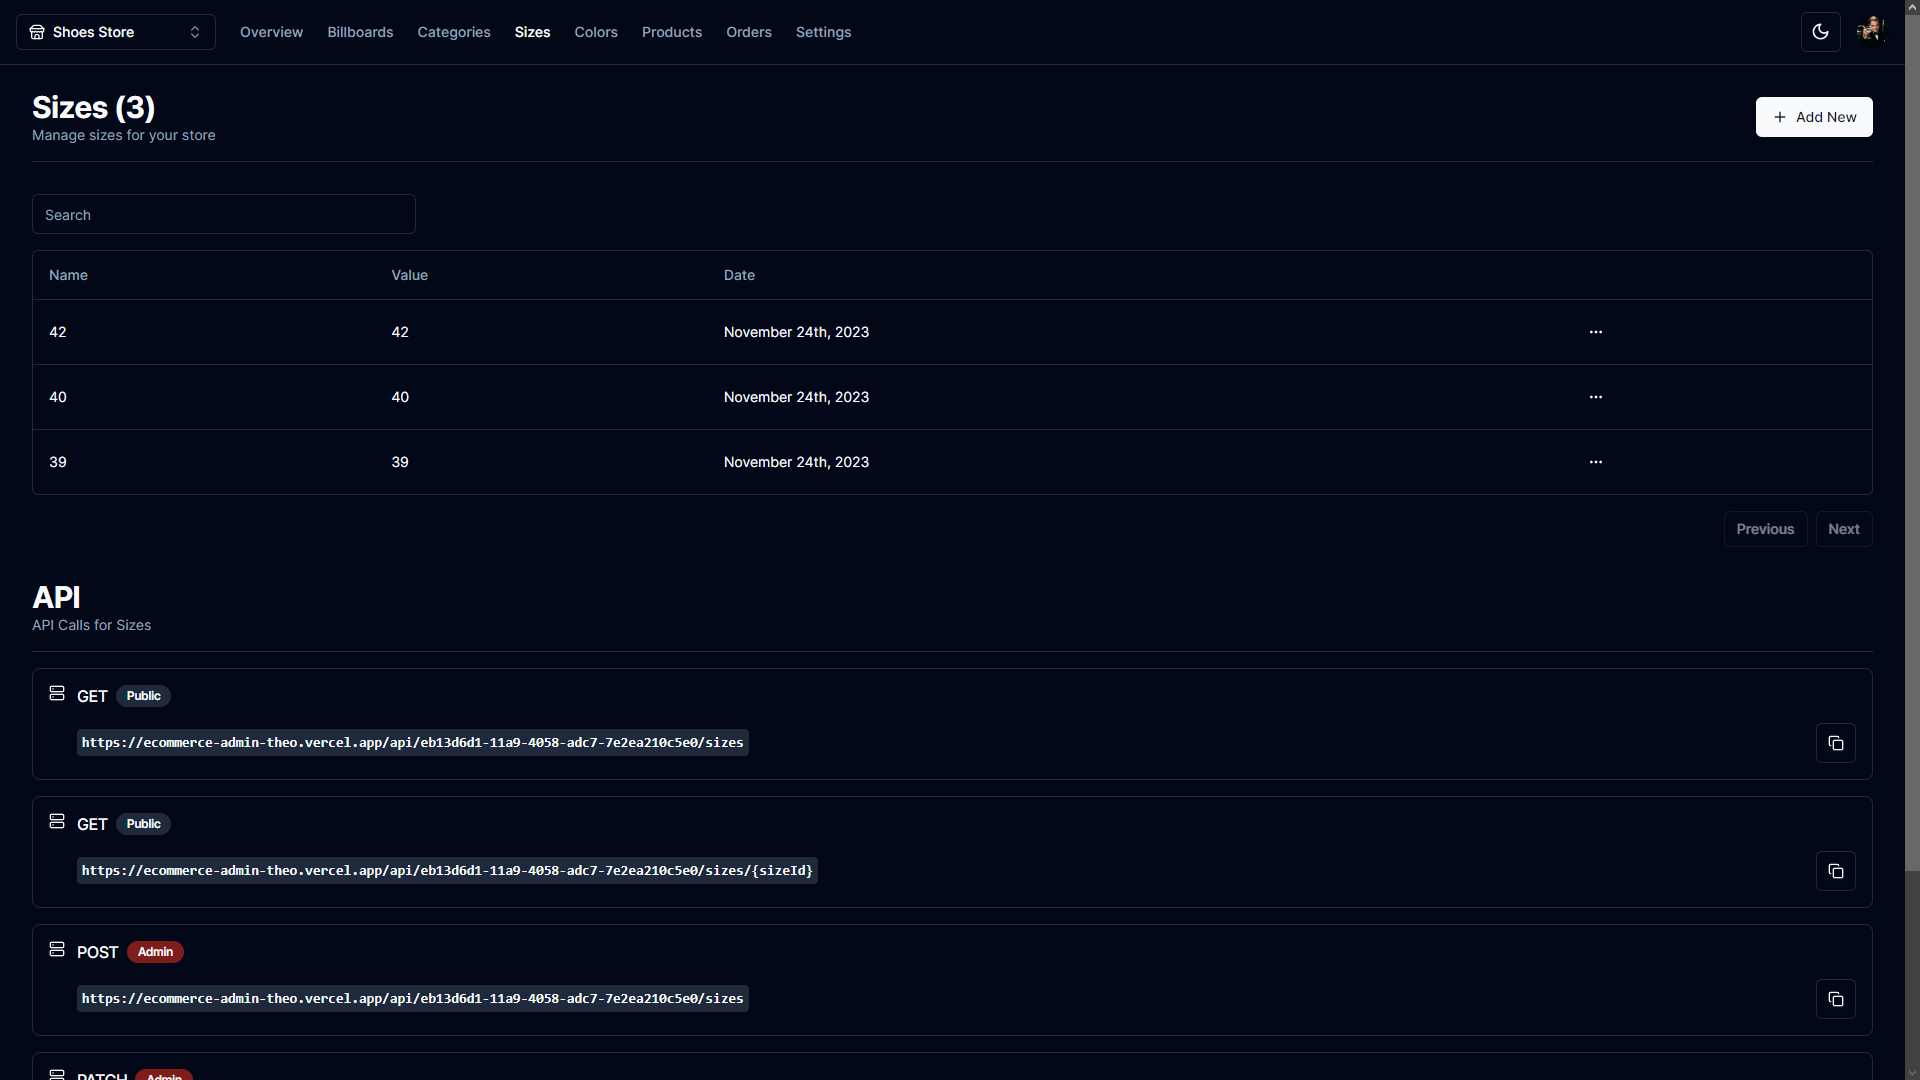 Shoes Store Overview Billboards Categories Sizes Colors Products Orders Settings
Sizes (3)
Manage sizes for your store
Add New
Search
Name Value Date
42 42 November 24th, 2023
40 40 November 24th, 2023
39 39 November 24th, 2023
Previous Next
API
API Calls for Sizes
GET Public
https://ecommerce-admin-theo.vercel.app/api/eb13d6d1-11a9-4058-adc7-7e2ea210c5e0/sizes
GET Public
https://ecommerce-admin-theo.vercel.app/api/eb13d6d1-11a9-4058-adc7-7e2ea210c5e0/sizes/{sizeId}
POST Admin
https://ecommerce-admin-theo.vercel.app/api/eb13d6d1-11a9-4058-adc7-7e2ea210c5e0/sizes
PATCH Admin